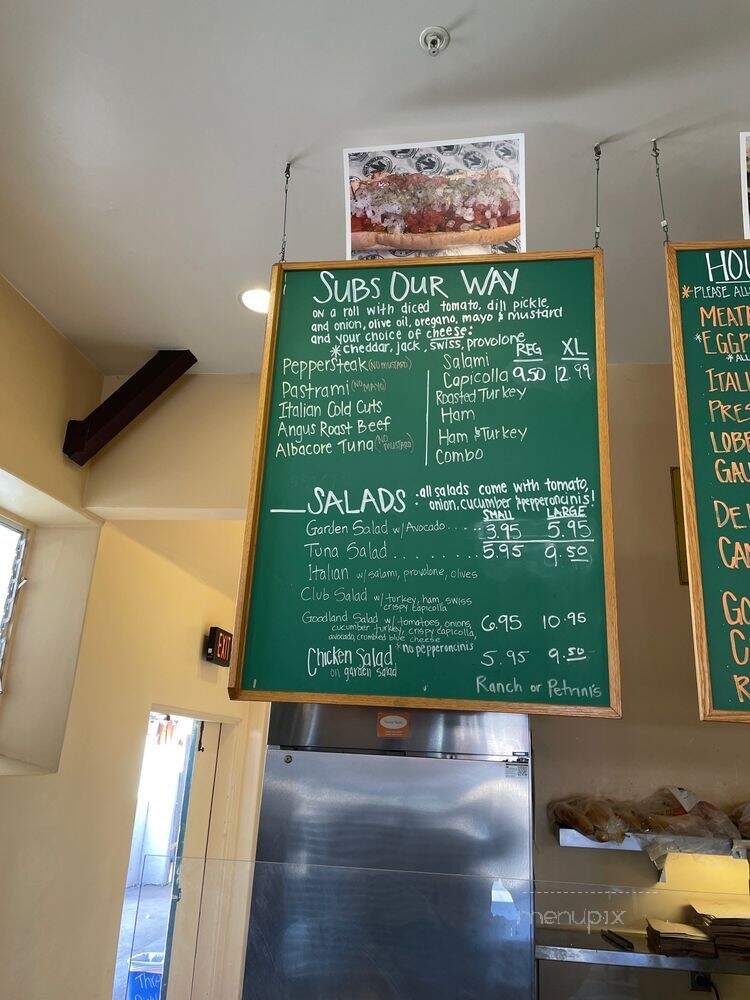 SUBS OUR WAY
on a roll with diced tomato, dill pickle
and onion, olive oil, oregano, mayo & mustard
and your choice of cheese:
*cheddar, jack, swiss, provolone
REG XL
9.50 12.99
Peppersteak (NO MUSTARD)
Pastrami (NO MAYO)
Italian Cold Cuts
Angus Roast Beef
Albacore Tuna (NO MUSTARD)
Salami
Capicolla
Roasted Turkey
Ham
Ham & Turkey
Combo
SALADS : all salads come with tomato,
onion, cucumber & pepperoncinis!
SMALL LARGE
Garden Salad w/ Avocado..... 3.95 5.95
Tuna Salad ......... 5.95 9.50
Italian w/ salami, provolone, olives
Club Salad w/ turkey, ham, swiss
crispy capicolla
Goodland Salad w/ tomatoes, onions, 6.95 10.95
cucumber turkey, crispy capicolla,
avocado, crumbled blue cheese
*no pepperoncinis
Chicken Salad 5.95 9.50
on garden salad
Ranch or Petrini's
HOU
*PLEASE ALL
MEATB
*EGGP
*ALL
ITALI
PRES
LOBE
GAU
DE
CA
GO
C
R
EXIT
menupix